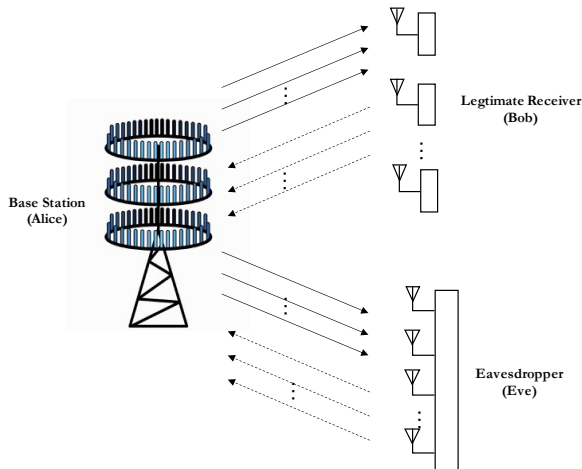 Legtimate Receiver
(Bob)
Base Station
(Alice)
Eavesdropper
(Eve)